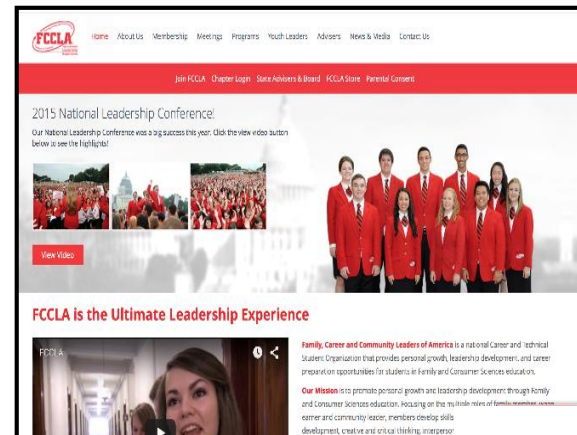 FCCLA
Home About Us Membership Meetings Programs Youth Leaders Advisers News & Media Contact Us
Join FCCLA Chapter Login State Advisers & Board FCCLA Store Parental Consent
2015 National Leadership Conference!
Our National Leadership Conference was a big success this year. Click the view video button
below to see the highlights!
View Video
FCCLA is the Ultimate Leadership Experience
FCCLA
Family, Career and Community Leaders of America is a national Career and Technical
Student Organization that provides personal growth, leadership development, and career
preparation opportunities for students in Family and Consumer Sciences education.
Our Mission is to promote personal growth and leadership development through Family
and Consumer Sciences education. Focusing on the multiple roles of family member, wage
earner and community leader, members develop skills
development, creative and critical thinking, interperson